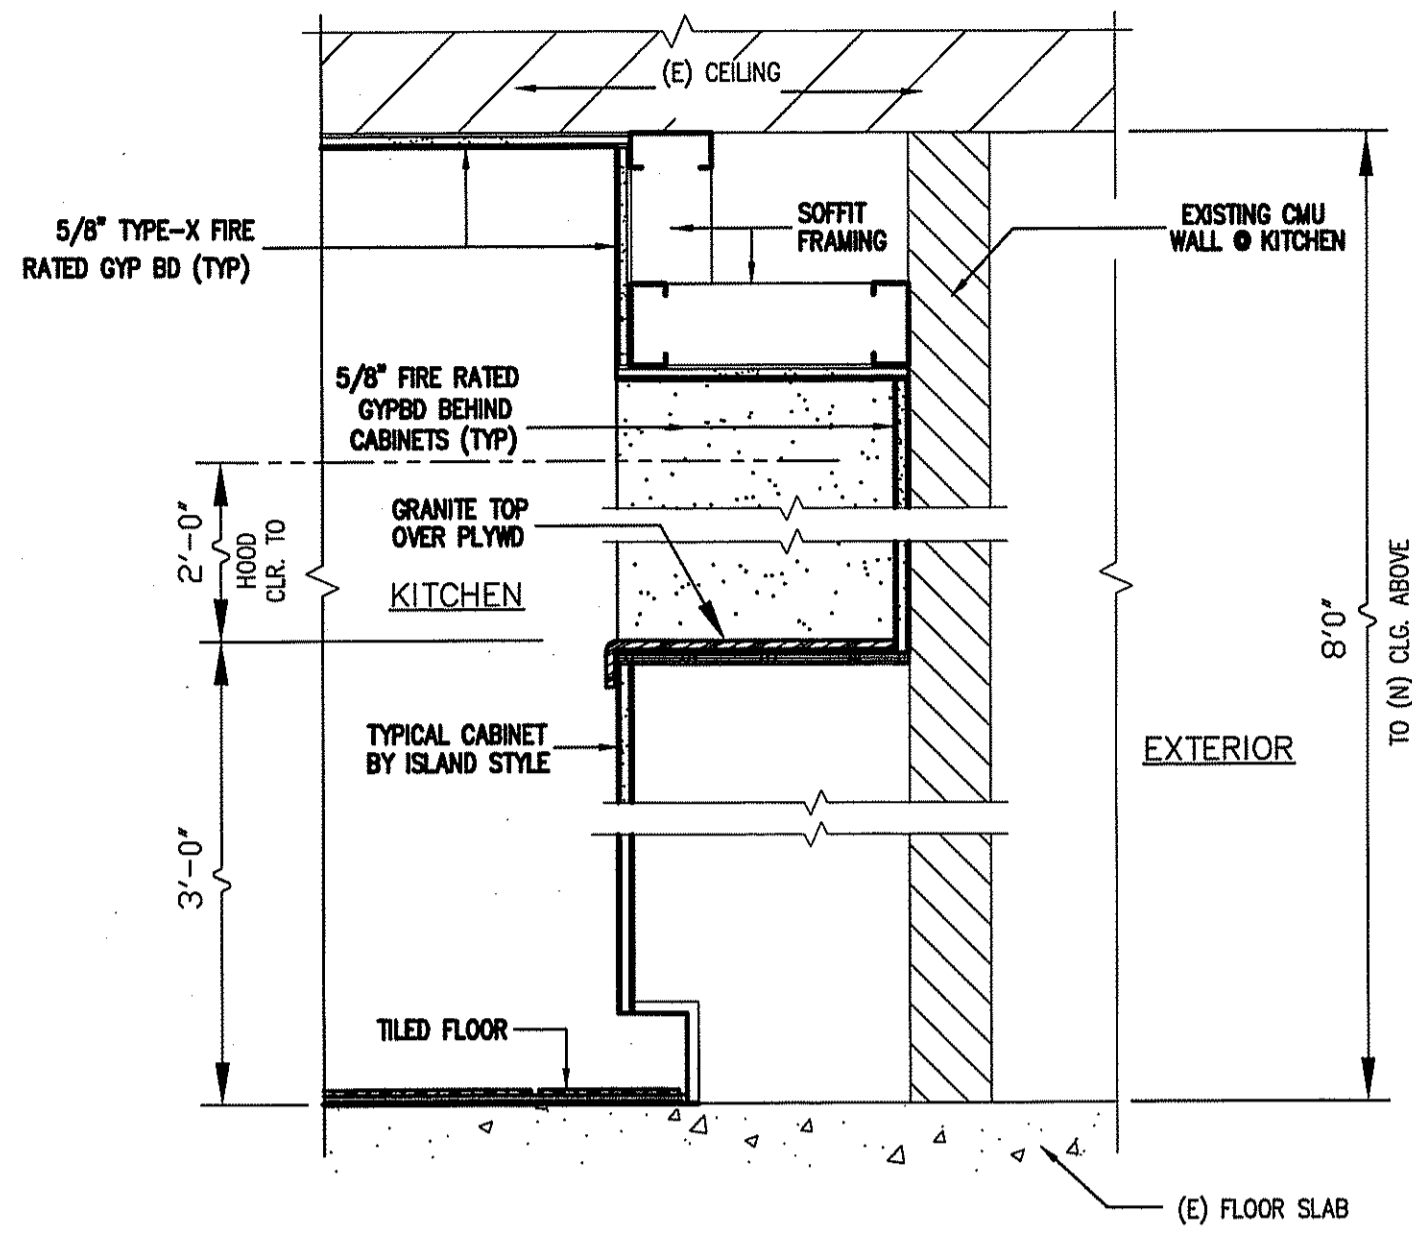 (E) CEILING
5/8" TYPE-X FIRE
RATED GYP BD (TYP)
SOFFIT
FRAMING
EXISTING CMU
WALL @ KITCHEN
5/8" FIRE RATED
GYPBD BEHIND
CABINETS (TYP)
2'-0"
HOOD
CLR. TO
GRANITE TOP
OVER PLYWD
KITCHEN
8'0"
TO (N) CLG. ABOVE
TYPICAL CABINET
BY ISLAND STYLE
EXTERIOR
3'-0"
TILED FLOOR
(E) FLOOR SLAB